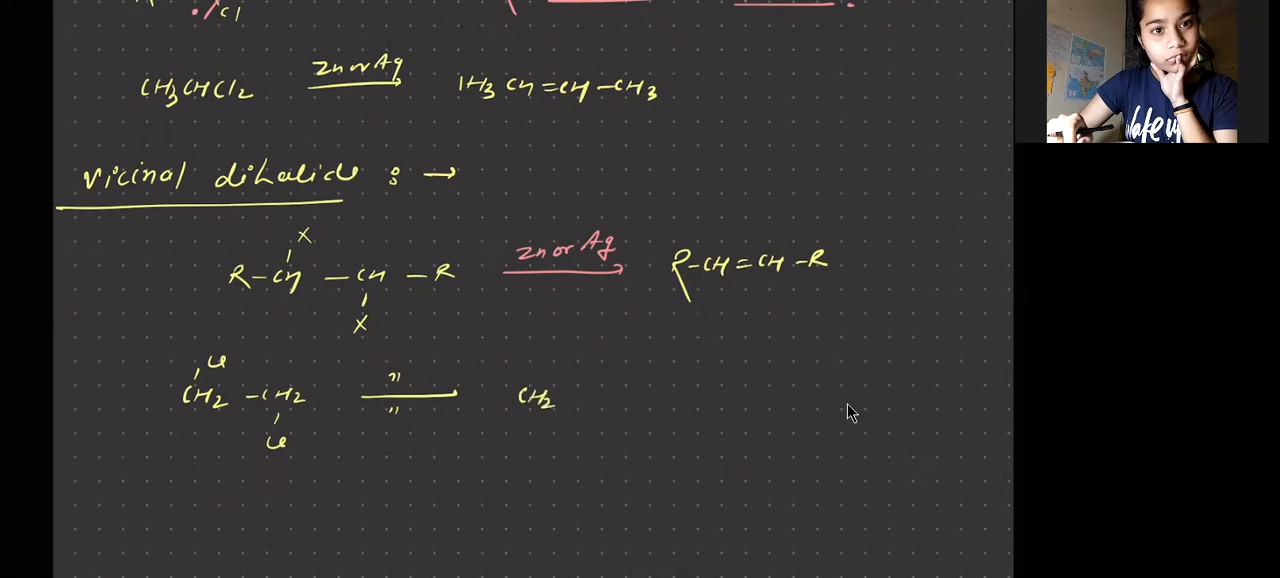 Cl
CH3CHCl2 Zn or Ag CH3 CH=CH-CH3
Vicinal dihalide : →
X
R-CH-CH-R Zn or Ag R-CH=CH-R
X
Cl
CH2-CH2 " " CH2
Cl